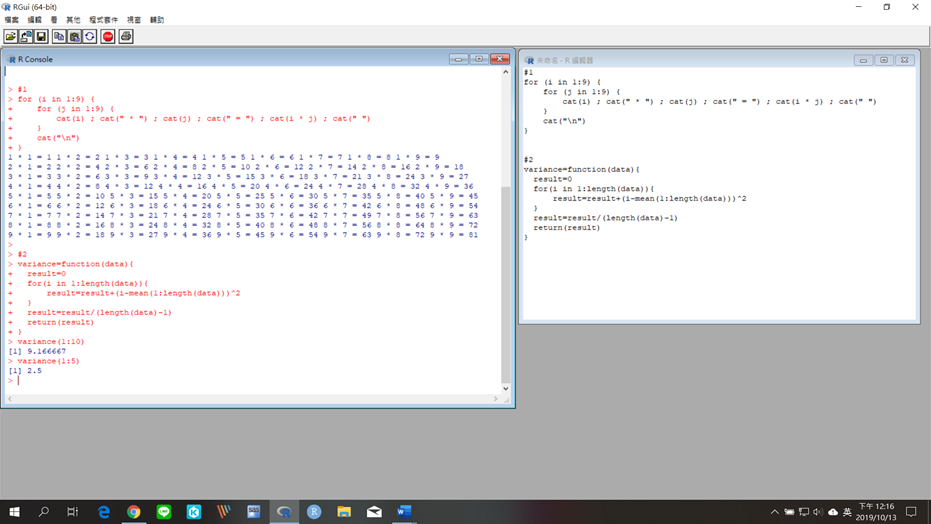 RGui (64-bit)
檔案 編輯 看 其他 程式套件 視窗 輔助
R Console
> #1
> for (i in 1:9) {
+     for (j in 1:9) {
+         cat(i) ; cat(" * ") ; cat(j) ; cat(" = ") ; cat(i * j) ; cat(" ")
+     }
+     cat("\n")
+ }
1 * 1 = 1 1 * 2 = 2 1 * 3 = 3 1 * 4 = 4 1 * 5 = 5 1 * 6 = 6 1 * 7 = 7 1 * 8 = 8 1 * 9 = 9
2 * 1 = 2 2 * 2 = 4 2 * 3 = 6 2 * 4 = 8 2 * 5 = 10 2 * 6 = 12 2 * 7 = 14 2 * 8 = 16 2 * 9 = 18
3 * 1 = 3 3 * 2 = 6 3 * 3 = 9 3 * 4 = 12 3 * 5 = 15 3 * 6 = 18 3 * 7 = 21 3 * 8 = 24 3 * 9 = 27
4 * 1 = 4 4 * 2 = 8 4 * 3 = 12 4 * 4 = 16 4 * 5 = 20 4 * 6 = 24 4 * 7 = 28 4 * 8 = 32 4 * 9 = 36
5 * 1 = 5 5 * 2 = 10 5 * 3 = 15 5 * 4 = 20 5 * 5 = 25 5 * 6 = 30 5 * 7 = 35 5 * 8 = 40 5 * 9 = 45
6 * 1 = 6 6 * 2 = 12 6 * 3 = 18 6 * 4 = 24 6 * 5 = 30 6 * 6 = 36 6 * 7 = 42 6 * 8 = 48 6 * 9 = 54
7 * 1 = 7 7 * 2 = 14 7 * 3 = 21 7 * 4 = 28 7 * 5 = 35 7 * 6 = 42 7 * 7 = 49 7 * 8 = 56 7 * 9 = 63
8 * 1 = 8 8 * 2 = 16 8 * 3 = 24 8 * 4 = 32 8 * 5 = 40 8 * 6 = 48 8 * 7 = 56 8 * 8 = 64 8 * 9 = 72
9 * 1 = 9 9 * 2 = 18 9 * 3 = 27 9 * 4 = 36 9 * 5 = 45 9 * 6 = 54 9 * 7 = 63 9 * 8 = 72 9 * 9 = 81
>
> #2
> variance=function(data){
+   result=0
+   for(i in 1:length(data)){
+       result=result+(i-mean(1:length(data)))^2
+   }
+   result=result/(length(data)-1)
+   return(result)
+ }
> variance(1:10)
[1] 9.166667
> variance(1:5)
[1] 2.5
>
未命名 - R 編輯器
#1
for (i in 1:9) {
    for (j in 1:9) {
        cat(i) ; cat(" * ") ; cat(j) ; cat(" = ") ; cat(i * j) ; cat(" ")
    }
    cat("\n")
}
#2
variance=function(data){
  result=0
  for(i in 1:length(data)){
      result=result+(i-mean(1:length(data)))^2
  }
  result=result/(length(data)-1)
  return(result)
}
英
下午 12:16
2019/10/13